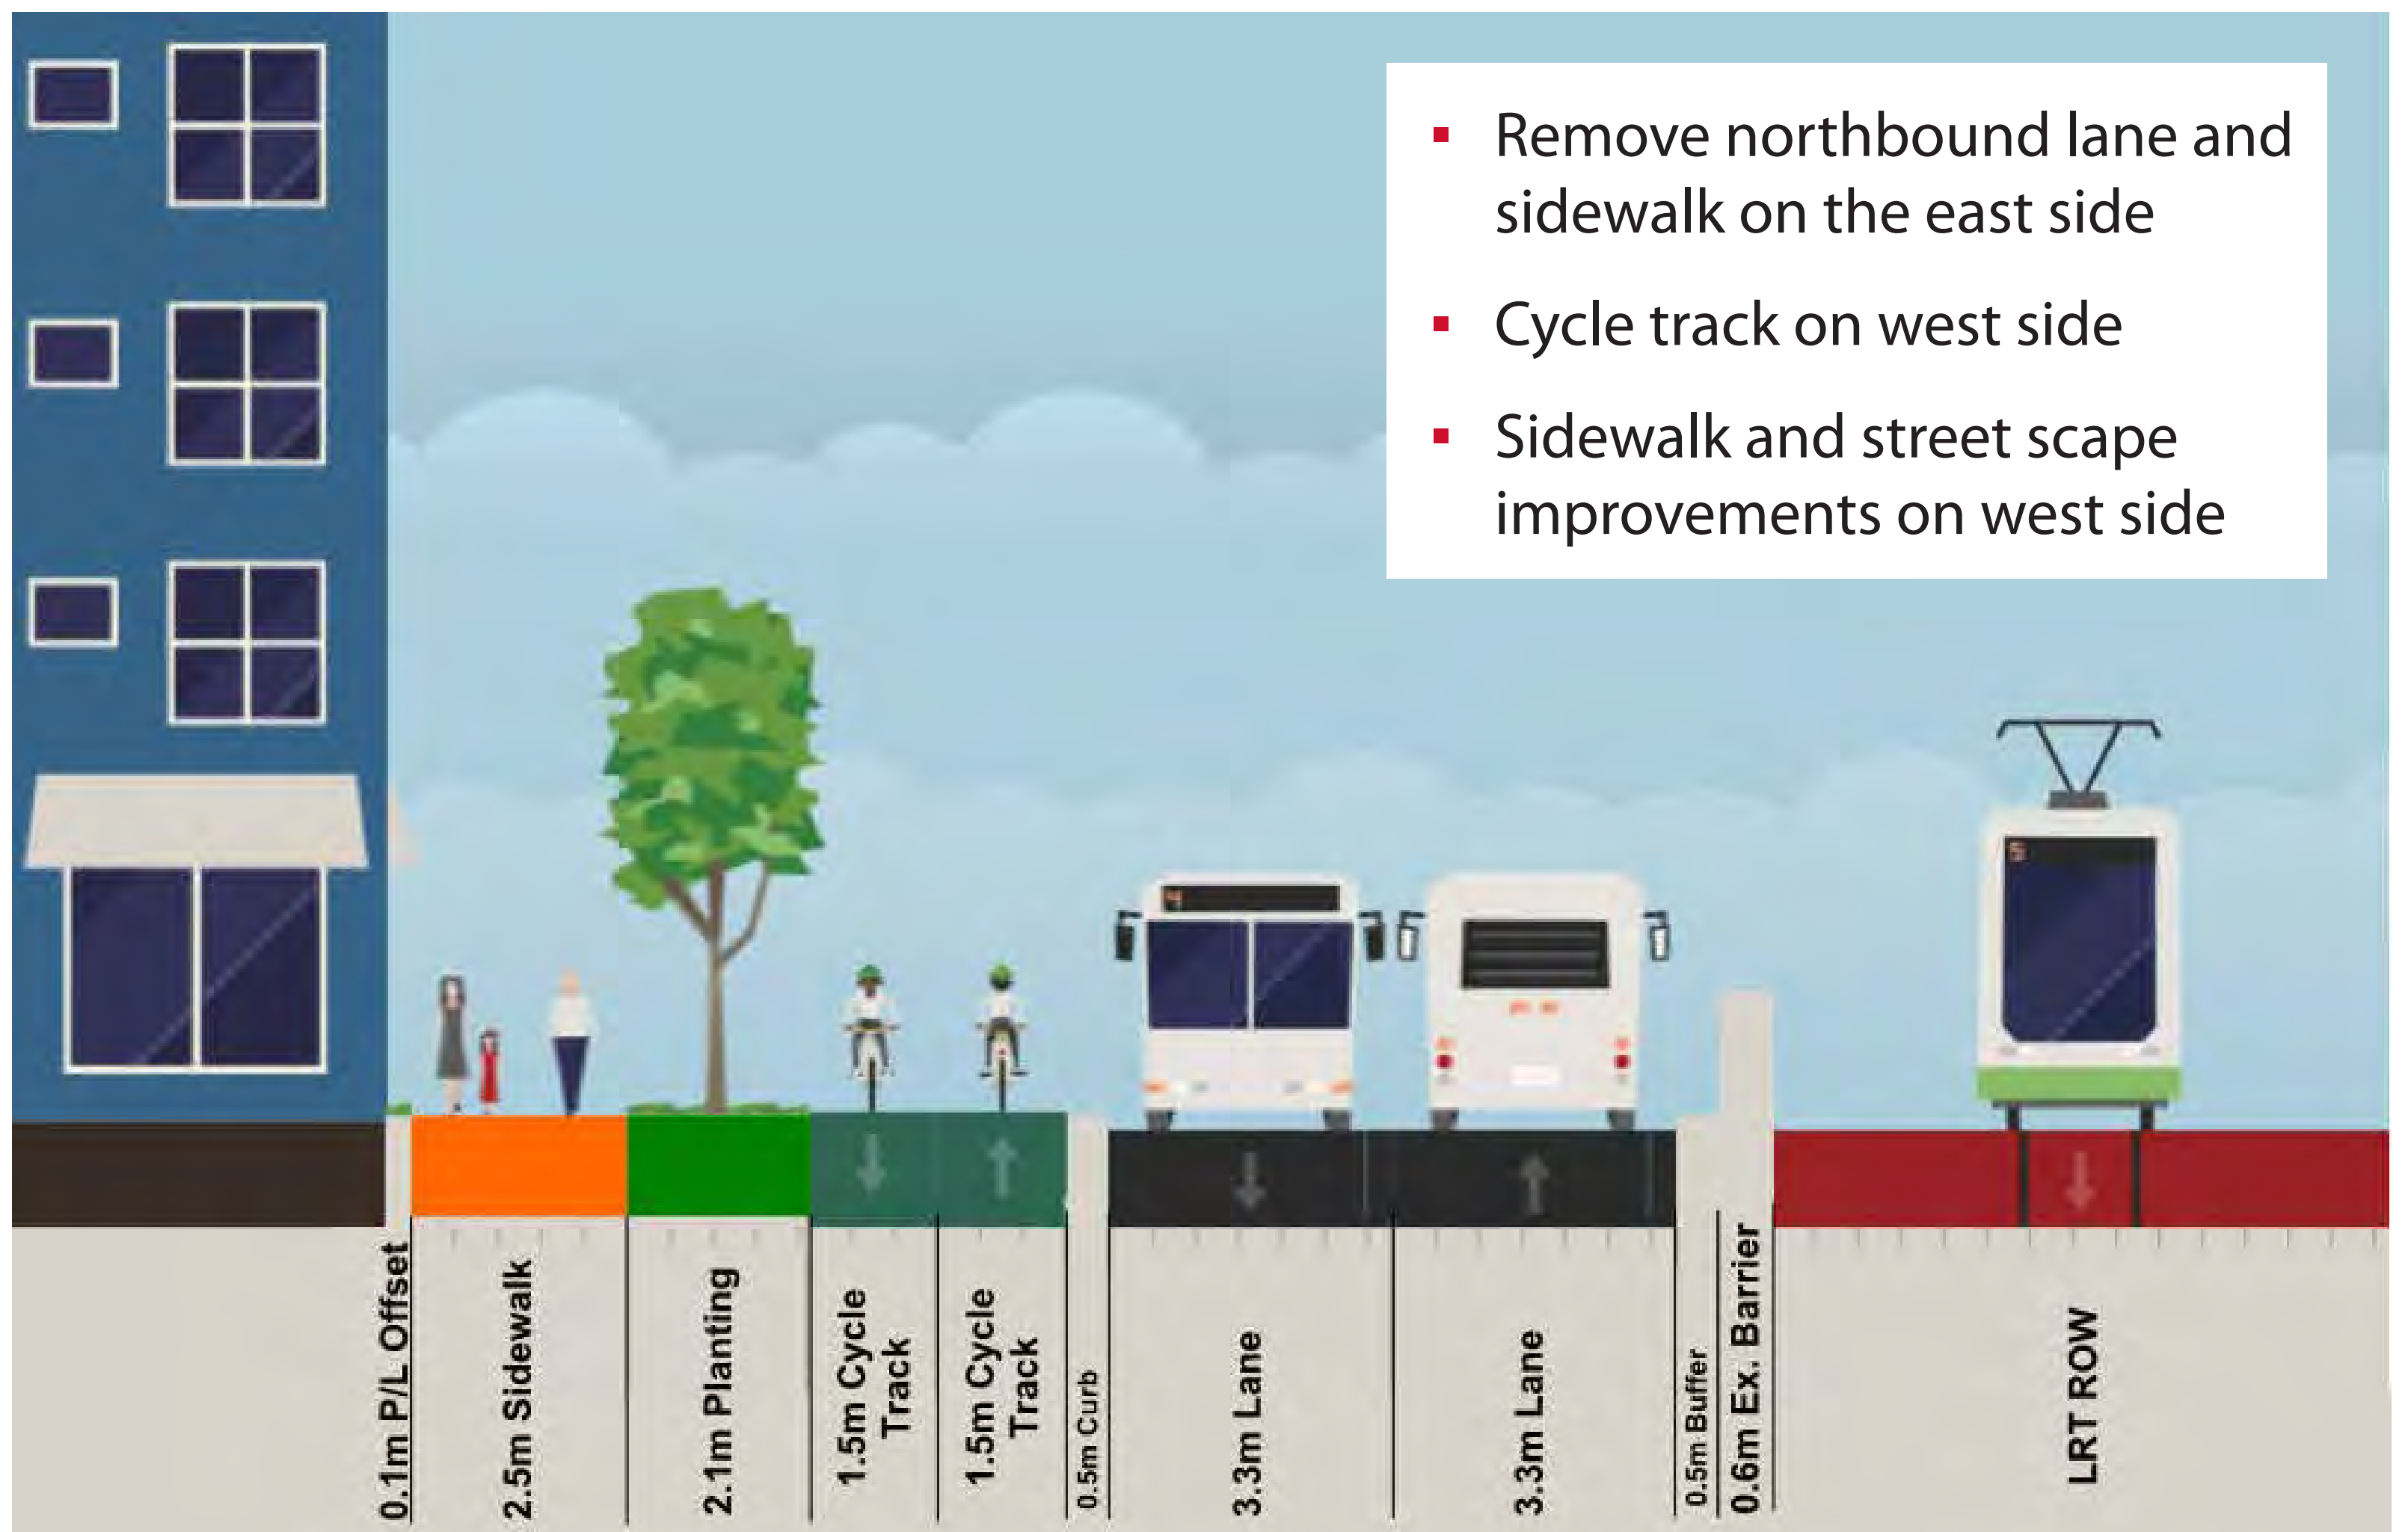 ▪ Remove northbound lane and
sidewalk on the east side
▪ Cycle track on west side
▪ Sidewalk and street scape
improvements on west side
0.1m P/L Offset
2.5m Sidewalk
2.1m Planting
1.5m Cycle
Track
1.5m Cycle
Track
0.5m Curb
3.3m Lane
3.3m Lane
0.5m Buffer
0.6m Ex. Barrier
LRT ROW